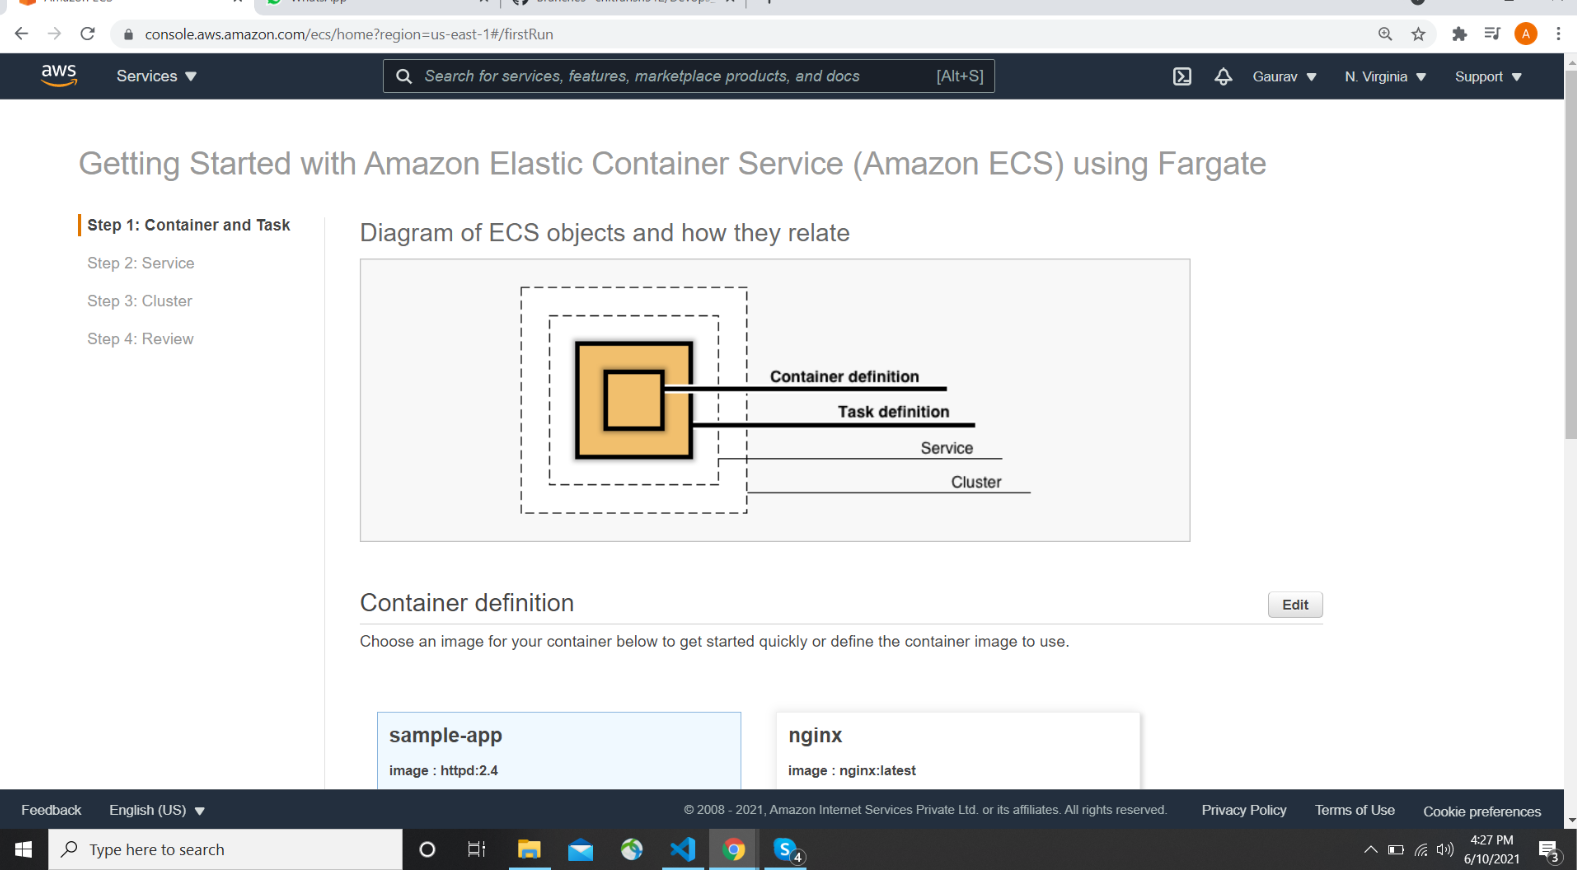 console.aws.amazon.com/ecs/home?region=us-east-1#/firstRun
aws
Services
Search for services, features, marketplace products, and docs
[Alt+S]
Gaurav
N. Virginia
Support
Getting Started with Amazon Elastic Container Service (Amazon ECS) using Fargate
Step 1: Container and Task
Step 2: Service
Step 3: Cluster
Step 4: Review
Diagram of ECS objects and how they relate
Container definition
Task definition
Service
Cluster
Container definition
Edit
Choose an image for your container below to get started quickly or define the container image to use.
sample-app
image : httpd:2.4
nginx
image : nginx:latest
Feedback
English (US)
© 2008 - 2021, Amazon Internet Services Private Ltd. or its affiliates. All rights reserved.
Privacy Policy
Terms of Use
Cookie preferences
Type here to search
4:27 PM
6/10/2021
A
S
4
3